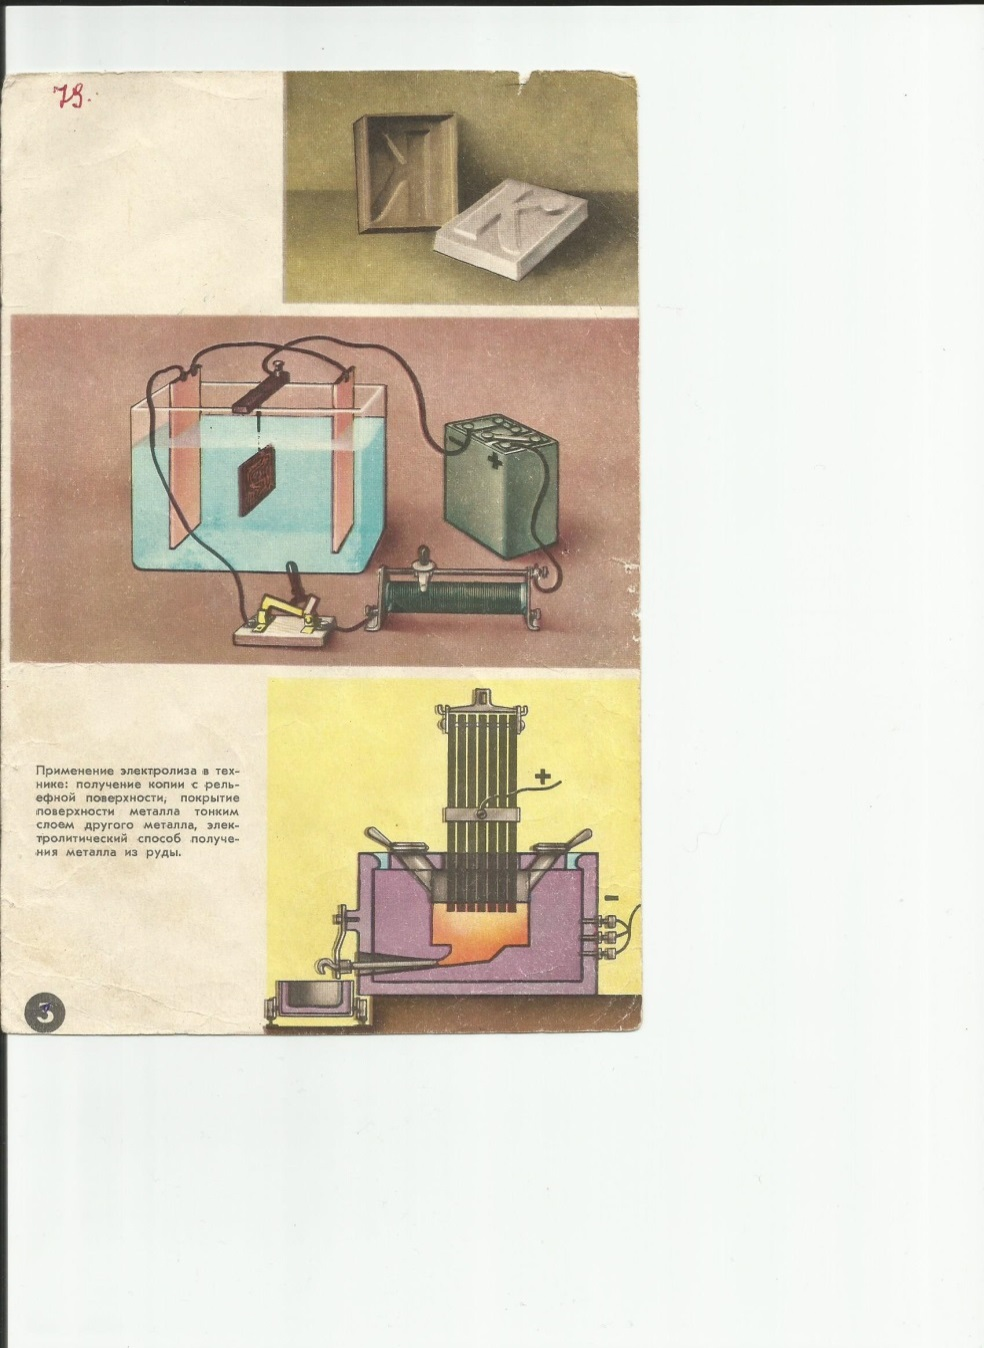 79.
K
+
Применение электролиза в тех-
нике: получение копии с рель-
ефной поверхности, покрытие
поверхности металла тонким
слоем другого металла, элек-
тролитический способ получе-
ния металла из руды.
+
-
3